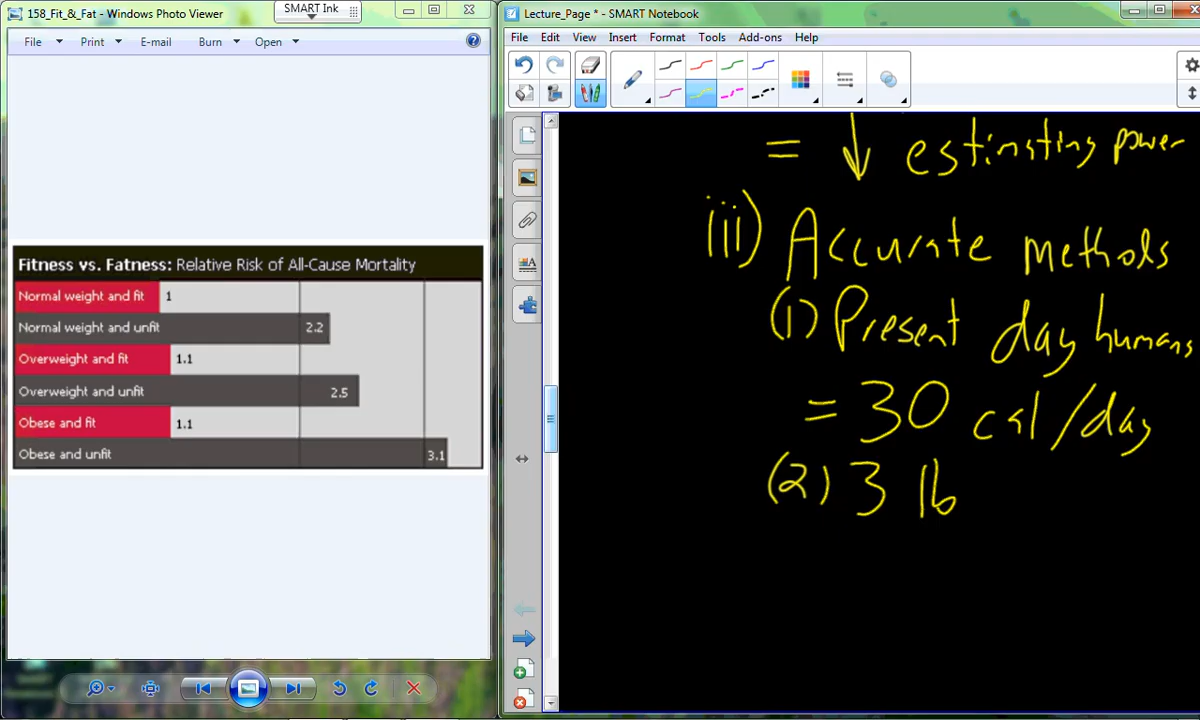 158_Fit_&_Fat - Windows Photo Viewer
SMART Ink
File Print E-mail Burn Open
Fitness vs. Fatness: Relative Risk of All-Cause Mortality
Normal weight and fit 1
Normal weight and unfit 2.2
Overweight and fit 1.1
Overweight and unfit 2.5
Obese and fit 1.1
Obese and unfit 3.1
Lecture_Page * - SMART Notebook
File Edit View Insert Format Tools Add-ons Help
= ↓ estimating power
iii) Accurate methods
(1) Present day humans
= 30 cal/day
(2) 3 lb